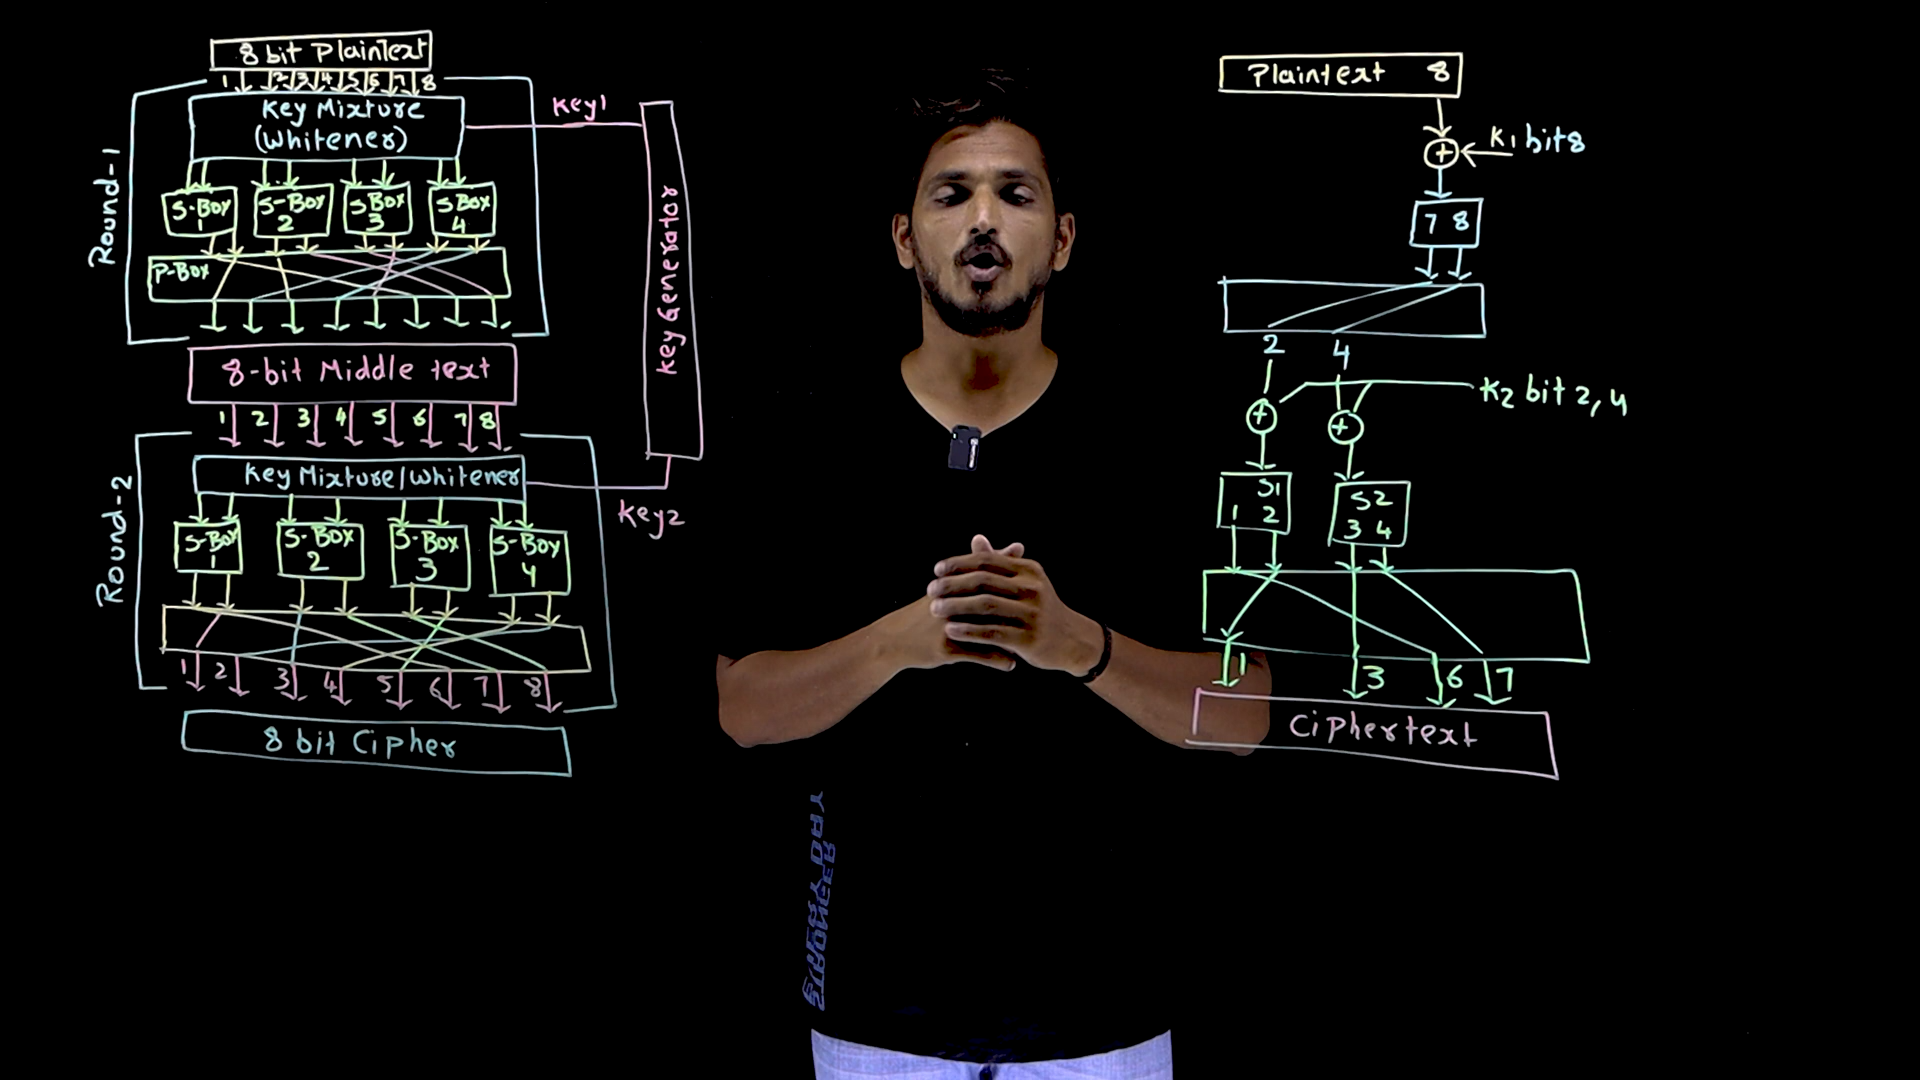 8 bit PlainText
1 2 3 4 5 6 7 8
Key Mixture
(Whitener)
Key1
Round-1
S-Box
1
S-Box
2
SBox
3
SBox
4
P-Box
Key Generator
8-bit Middle text
1 2 3 4 5 6 7 8
Key Mixture/Whitener
Key2
Round-2
S-Box
1
S-Box
2
S-Box
3
S-Box
4
1 2 3 4 5 6 7 8
8 bit Cipher
Plaintext 8
+
K1 bit8
7 8
2 4
K2 bit 2, 4
+ +
S1
1 2
S2
3 4
1 3 6 7
Ciphertext